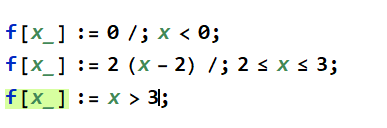 f[x_] := 0 /; x < 0;
f[x_] := 2 (x - 2) /; 2 ≤ x ≤ 3;
f[x_] := x > 3;